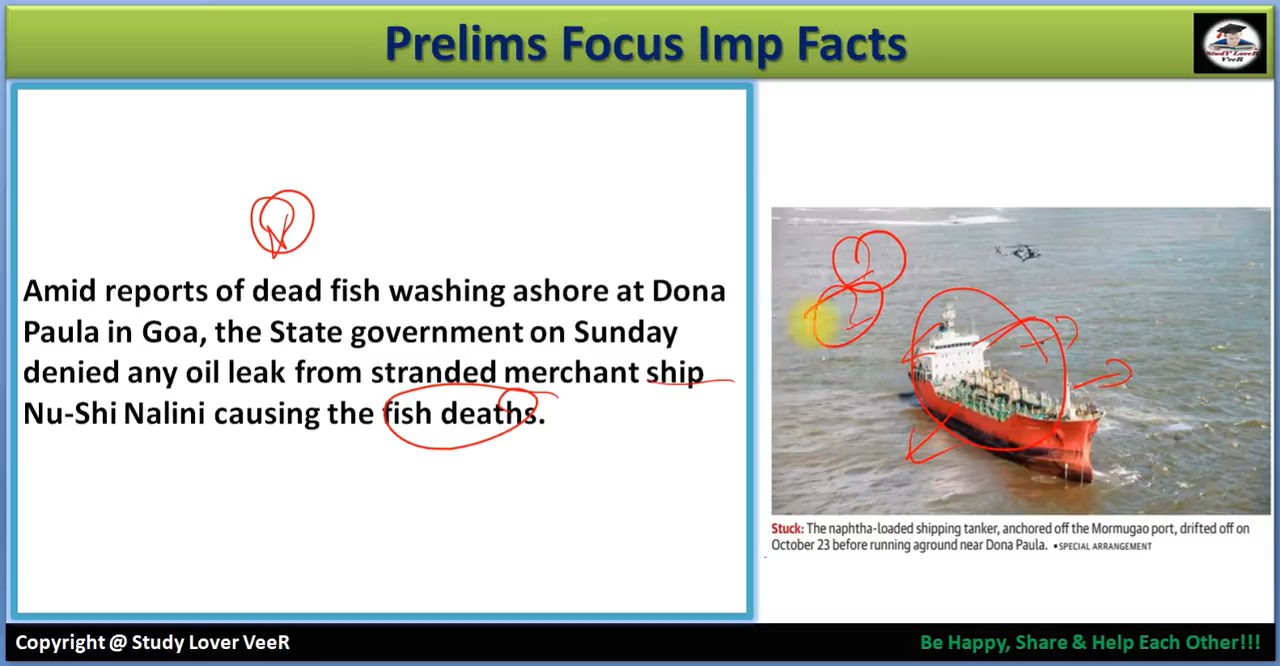 Prelims Focus Imp Facts
StudY LoveR
VeeR
Amid reports of dead fish washing ashore at Dona
Paula in Goa, the State government on Sunday
denied any oil leak from stranded merchant ship
Nu-Shi Nalini causing the fish deaths.
Stuck: The naphtha-loaded shipping tanker, anchored off the Mormugao port, drifted off on
October 23 before running aground near Dona Paula. •SPECIAL ARRANGEMENT
Copyright @ Study Lover VeeR
Be Happy, Share & Help Each Other!!!